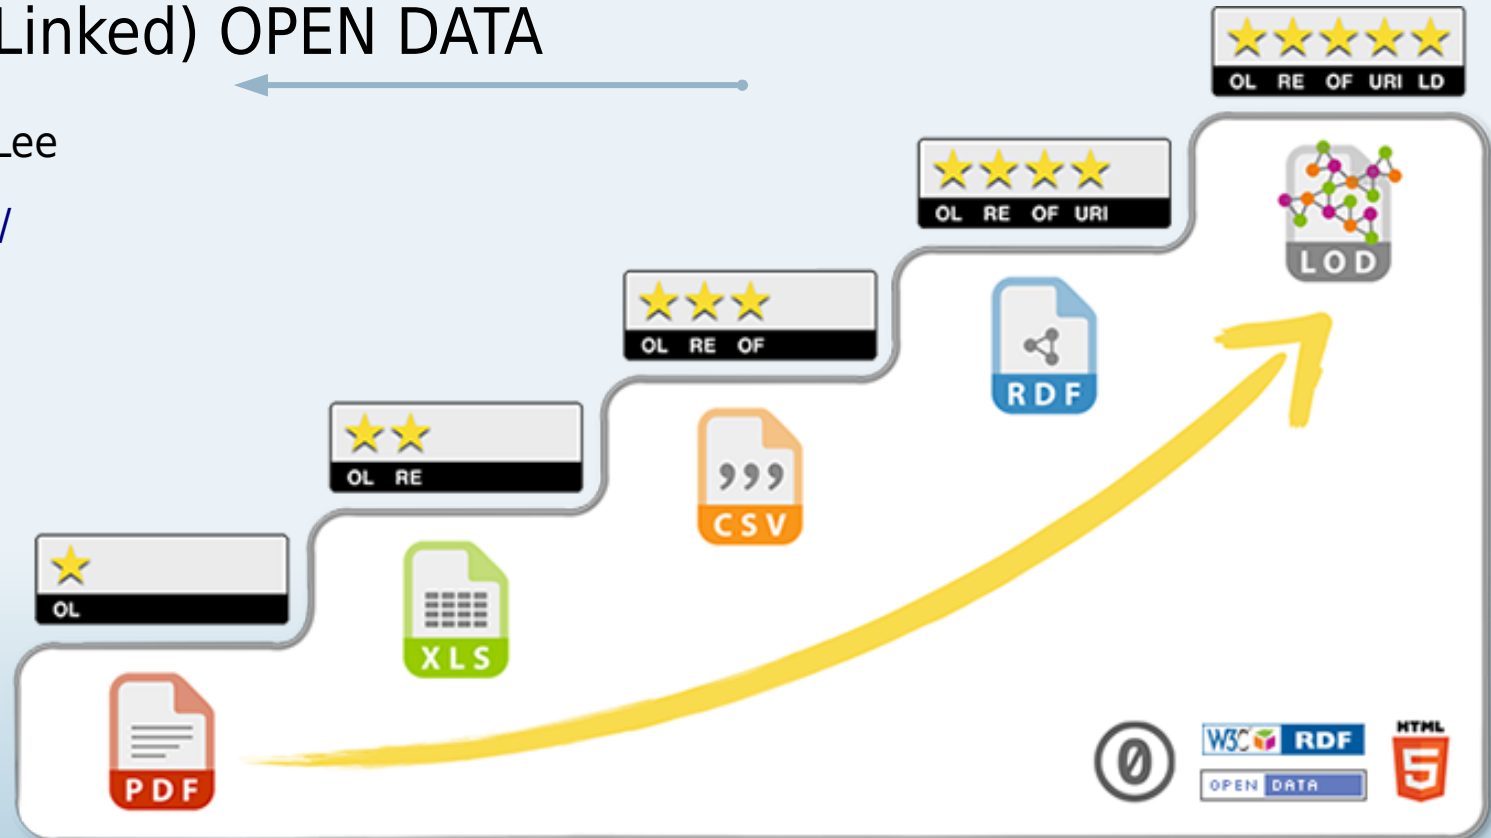 Linked) OPEN DATA
Lee
/
OL RE OF URI LD
OL RE OF URI
LOD
OL RE OF
RDF
OL RE
CSV
OL
XLS
PDF
0
W3C RDF
OPEN DATA
HTML
5